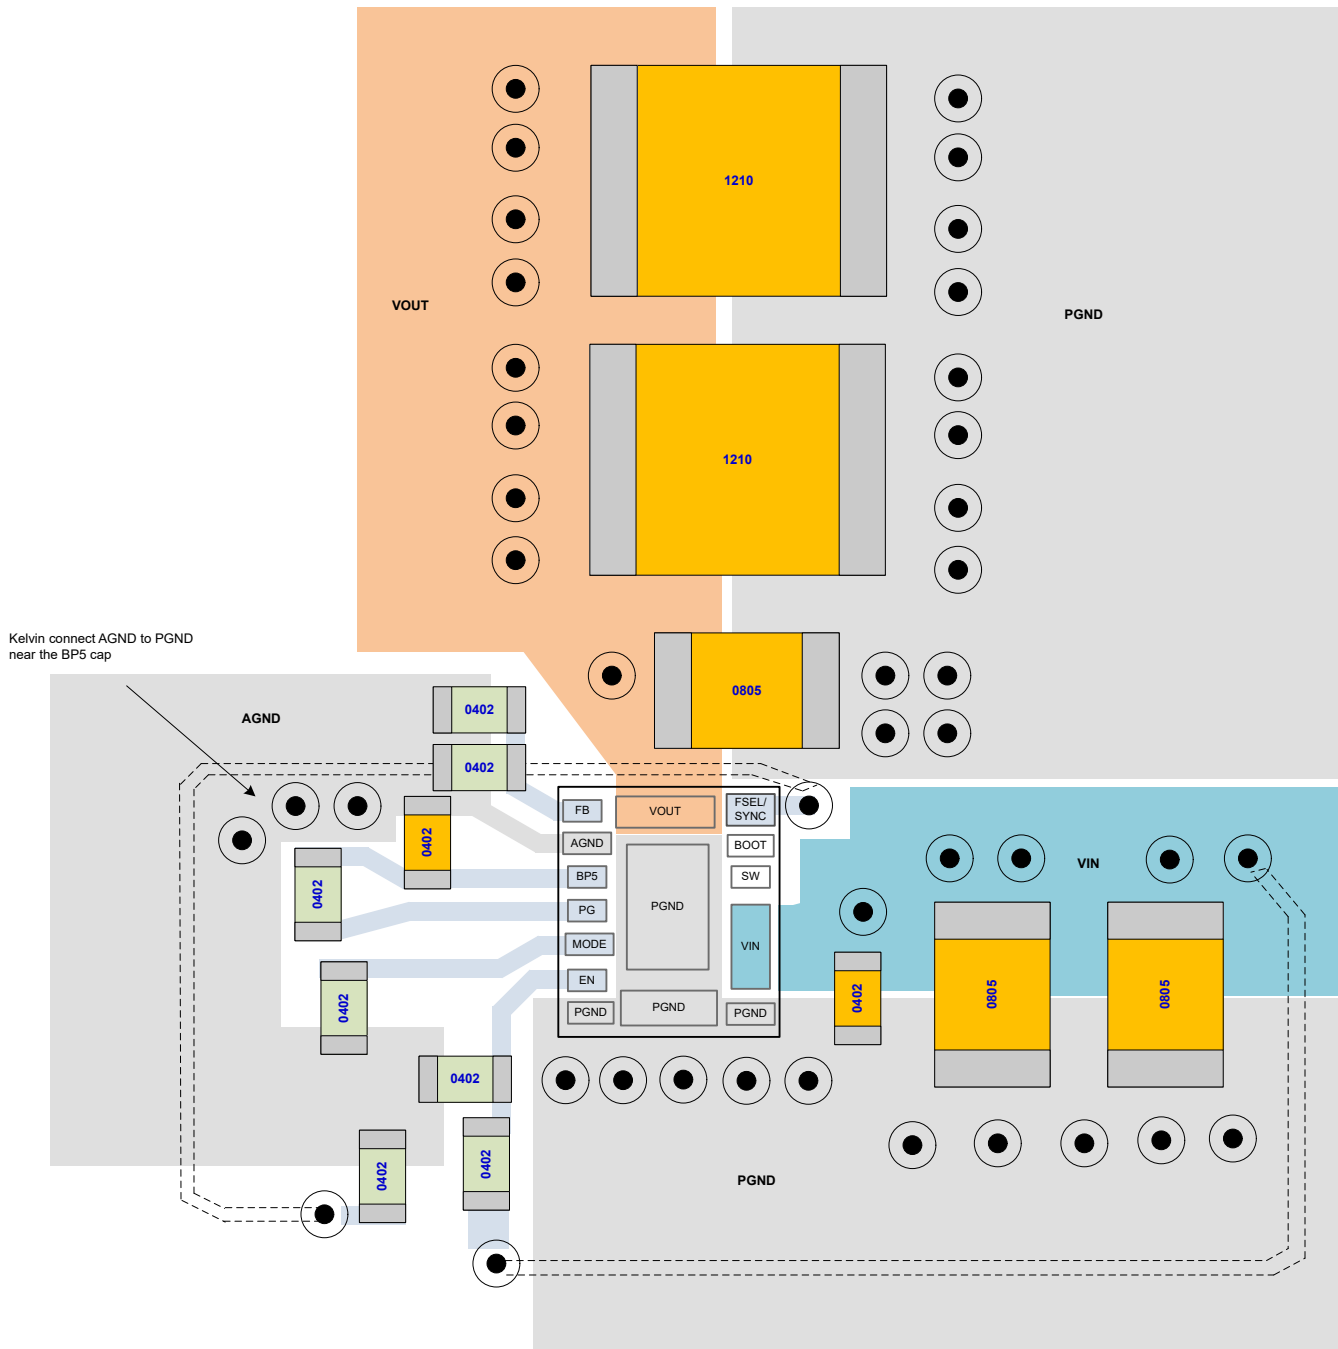 1210
VOUT
PGND
1210
Kelvin connect AGND to PGND
near the BP5 cap
0805
0402
AGND
0402
FB
VOUT
FSEL/
SYNC
0402
AGND
BOOT
VIN
BP5
SW
0402
PG
PGND
MODE
VIN
EN
0402
0402
0805
0805
PGND
PGND
PGND
0402
0402
0402
PGND